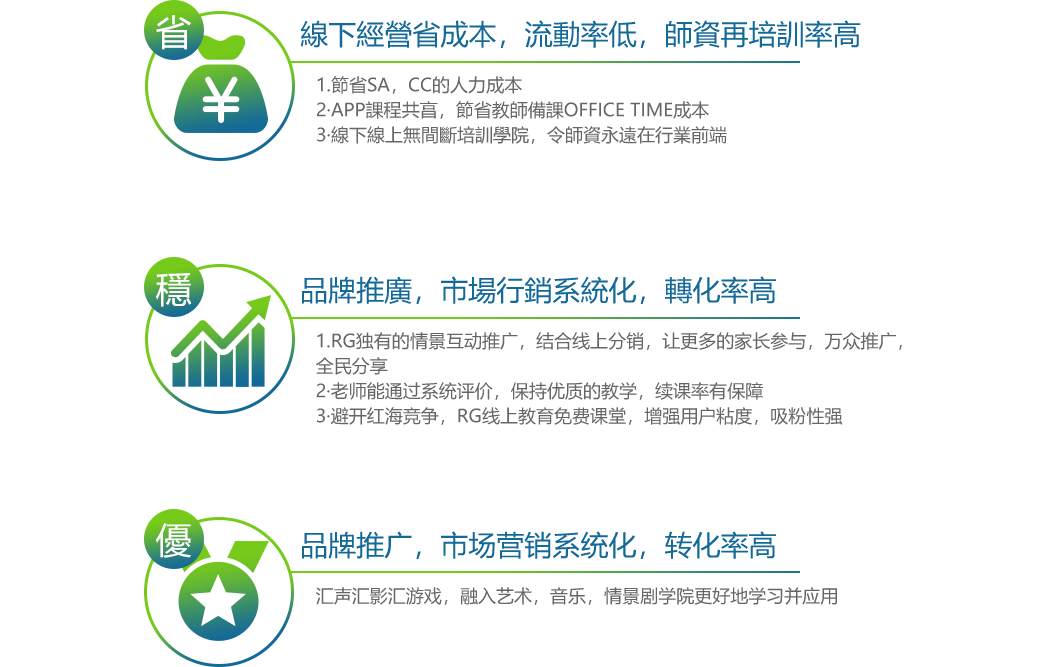 省
線下經營省成本，流動率低，師資再培訓率高
1.節省SA，CC的人力成本
2·APP課程共享，節省教師備課OFFICE TIME成本
3·線下線上無間斷培訓學院，令師資永遠在行業前端
穩
品牌推廣，市場行銷系統化，轉化率高
1.RG独有的情景互动推广，结合线上分销，让更多的家长参与，万众推广，
全民分享
2·老师能通过系统评价，保持优质的教学，续课率有保障
3·避开红海竞争，RG线上教育免费课堂，增强用户粘度，吸粉性强
優
品牌推广，市场营销系统化，转化率高
汇声汇影汇游戏，融入艺术，音乐，情景剧学院更好地学习并应用